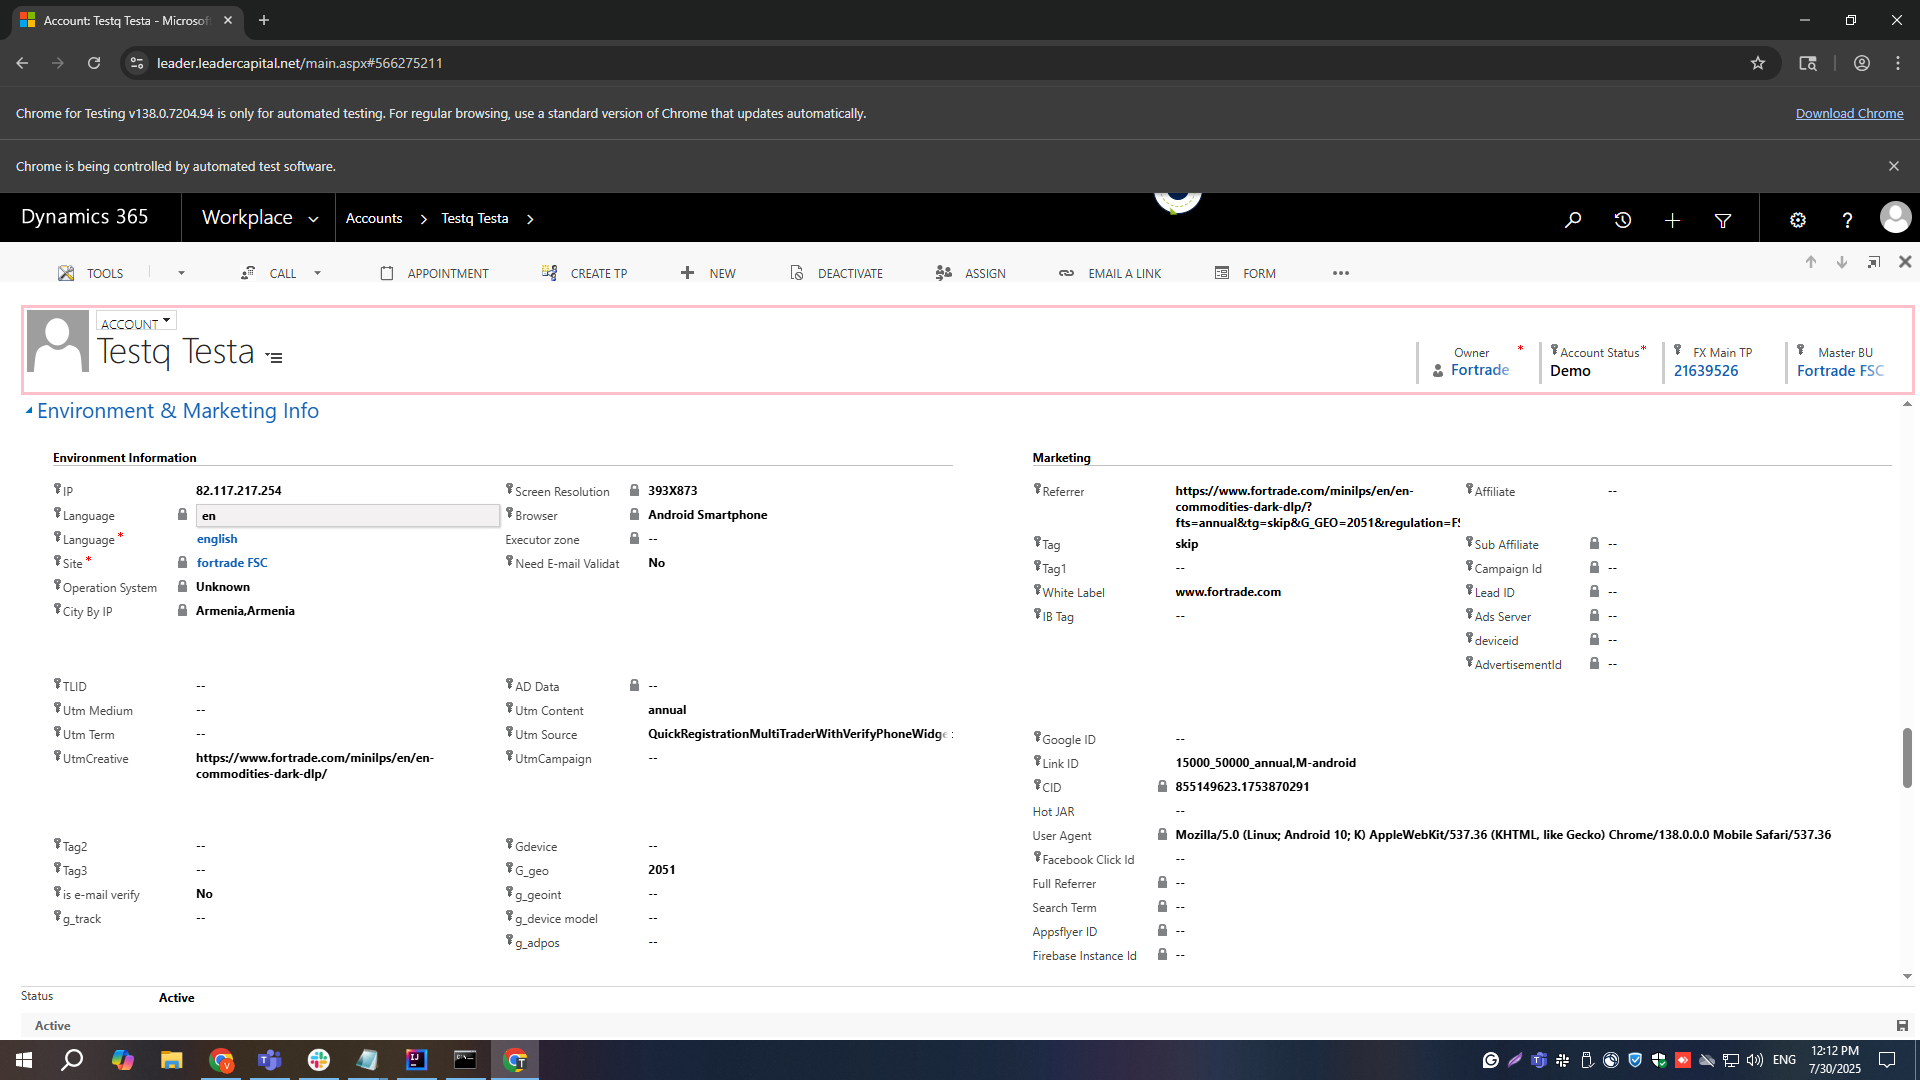 Account: Testq Testa - Microsof
leader.leadercapital.net/main.aspx#566275211
Chrome for Testing v138.0.7204.94 is only for automated testing. For regular browsing, use a standard version of Chrome that updates automatically.
Download Chrome
Chrome is being controlled by automated test software.
Dynamics 365
Workplace
Accounts
Testq Testa
TOOLS
CALL
APPOINTMENT
CREATE TP
NEW
DEACTIVATE
ASSIGN
EMAIL A LINK
FORM
ACCOUNT
Testq Testa
Owner *
Fortrade
Account Status *
Demo
FX Main TP
21639526
Master BU
Fortrade FSC
Environment & Marketing Info
Environment Information
IP 82.117.217.254
Language en
Language * english
Site * fortrade FSC
Operation System Unknown
City By IP Armenia,Armenia
Screen Resolution 393X873
Browser Android Smartphone
Executor zone --
Need E-mail Validat No
TLID --
Utm Medium --
Utm Term --
UtmCreative https://www.fortrade.com/minilps/en/en-
commodities-dark-dlp/
AD Data --
Utm Content annual
Utm Source QuickRegistrationMultiTraderWithVerifyPhoneWidge
UtmCampaign --
Tag2 --
Tag3 --
is e-mail verify No
g_track --
Gdevice --
G_geo 2051
g_geoint --
g_device model --
g_adpos --
Marketing
Referrer https://www.fortrade.com/minilps/en/en-
commodities-dark-dlp/?
fts=annual&tg=skip&G_GEO=2051&regulation=FS
Tag skip
Tag1 --
White Label www.fortrade.com
IB Tag --
Affiliate --
Sub Affiliate --
Campaign Id --
Lead ID --
Ads Server --
deviceid --
AdvertisementId --
Google ID --
Link ID 15000_50000_annual,M-android
CID 855149623.1753870291
Hot JAR --
User Agent Mozilla/5.0 (Linux; Android 10; K) AppleWebKit/537.36 (KHTML, like Gecko) Chrome/138.0.0.0 Mobile Safari/537.36
Facebook Click Id --
Full Referrer --
Search Term --
Appsflyer ID --
Firebase Instance Id --
Status Active
Active
ENG
12:12 PM
7/30/2025